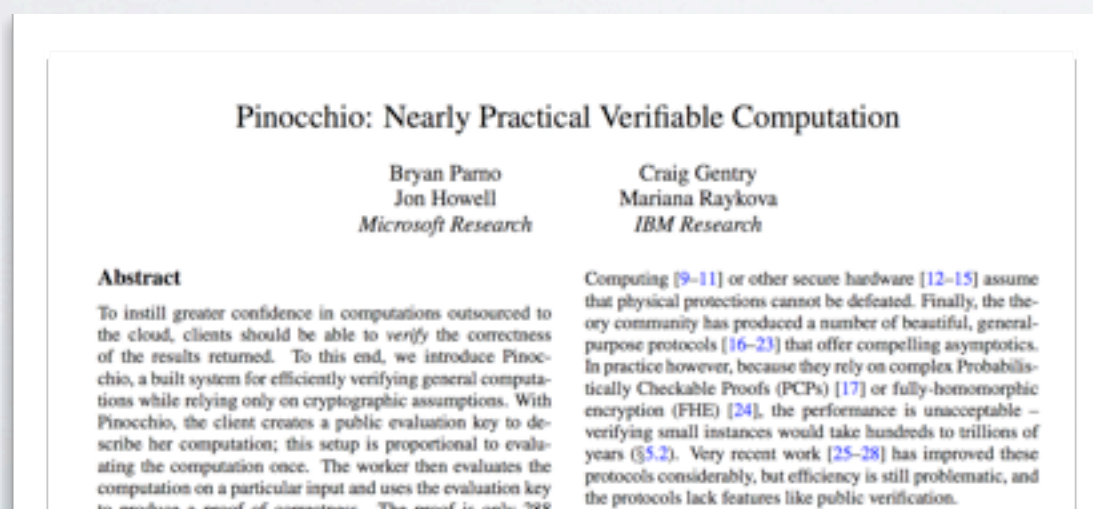 Pinocchio: Nearly Practical Verifiable Computation
Bryan Parno
Jon Howell
Microsoft Research
Craig Gentry
Mariana Raykova
IBM Research
Abstract
To instill greater confidence in computations outsourced to
the cloud, clients should be able to verify the correctness
of the results returned. To this end, we introduce Pinoc-
chio, a built system for efficiently verifying general computa-
tions while relying only on cryptographic assumptions. With
Pinocchio, the client creates a public evaluation key to de-
scribe her computation; this setup is proportional to evalu-
ating the computation once. The worker then evaluates the
computation on a particular input and uses the evaluation key
to produce a proof of correctness. The proof is only 288
Computing [9–11] or other secure hardware [12–15] assume
that physical protections cannot be defeated. Finally, the the-
ory community has produced a number of beautiful, general-
purpose protocols [16–23] that offer compelling asymptotics.
In practice however, because they rely on complex Probabilis-
tically Checkable Proofs (PCPs) [17] or fully-homomorphic
encryption (FHE) [24], the performance is unacceptable –
verifying small instances would take hundreds to trillions of
years (§5.2). Very recent work [25–28] has improved these
protocols considerably, but efficiency is still problematic, and
the protocols lack features like public verification.